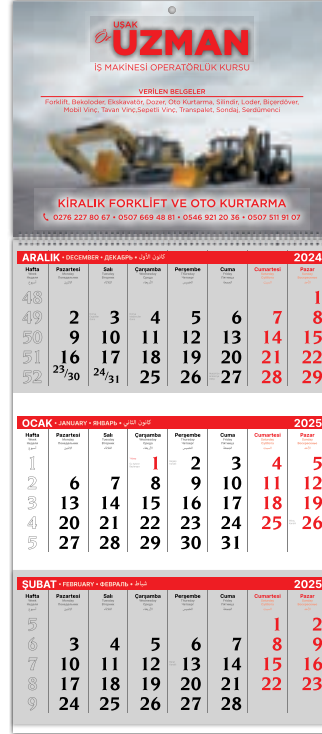 UŞAK
Öz UZMAN
İŞ MAKİNESİ OPERATÖRLÜK KURSU
VERİLEN BELGELER
Forklift, Bekoloder, Ekskavatör, Dozer, Oto Kurtarma, Silindir, Loder, Biçerdöver,
Mobil Vinç, Tavan Vinç,Sepetli Vinç, Transpalet, Sondaj, Serdümenci
KİRALIK FORKLİFT VE OTO KURTARMA
0276 227 80 67 • 0507 669 48 81 • 0546 921 20 36 • 0507 511 91 07
ARALIK • DECEMBER • ДЕКАБРЬ • كانون الأول 2024
Hafta Pazartesi Salı Çarşamba Perşembe Cuma Cumartesi Pazar
48 1
49 2 3 4 5 6 7 8
50 9 10 11 12 13 14 15
51 16 17 18 19 20 21 22
52 23/30 24/31 25 26 27 28 29
OCAK • JANUARY • ЯНВАРЬ • كانون الثاني 2025
Hafta Pazartesi Salı Çarşamba Perşembe Cuma Cumartesi Pazar
1 1 2 3 4 5
2 6 7 8 9 10 11 12
3 13 14 15 16 17 18 19
4 20 21 22 23 24 25 26
5 27 28 29 30 31
ŞUBAT • FEBRUARY • ФЕВРАЛЬ • شباط 2025
Hafta Pazartesi Salı Çarşamba Perşembe Cuma Cumartesi Pazar
5 1 2
6 3 4 5 6 7 8 9
7 10 11 12 13 14 15 16
8 17 18 19 20 21 22 23
9 24 25 26 27 28